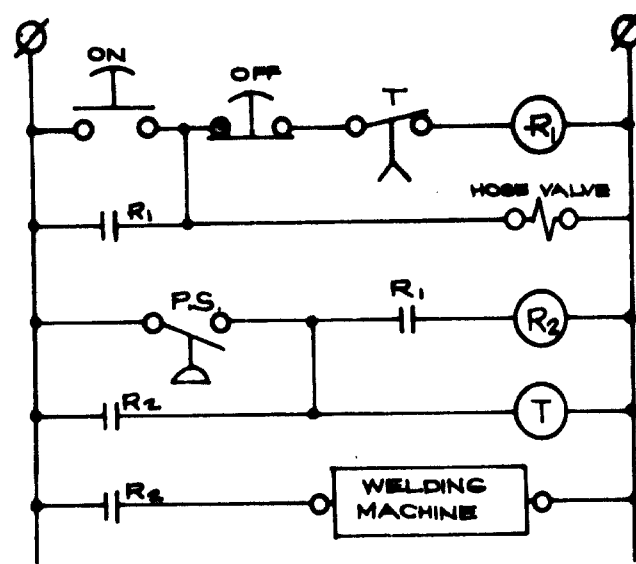 ON
OFF
T
R1
R1
HOSE VALVE
P.S.
R1
R2
R2
T
R2
WELDING
MACHINE